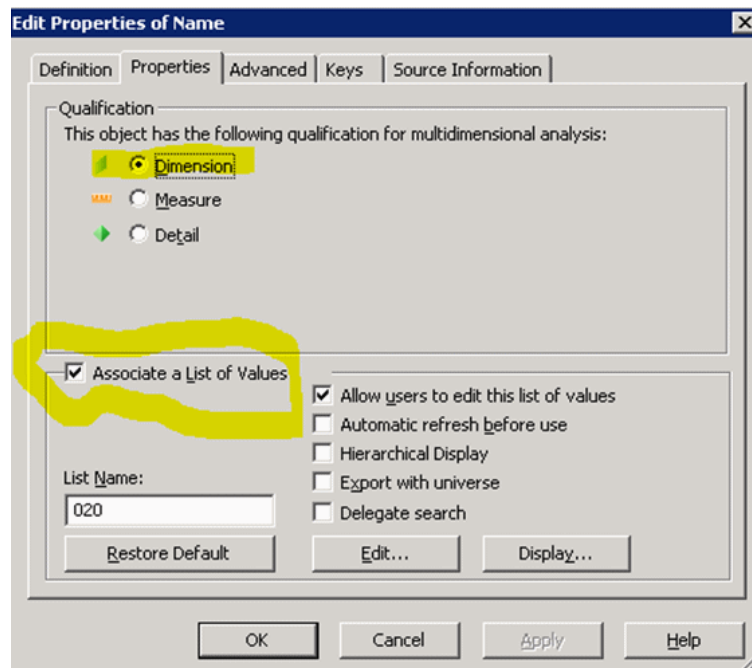 Edit Properties of Name
Definition Properties Advanced Keys Source Information
Qualification
This object has the following qualification for multidimensional analysis:
Dimension
Measure
Detail
Associate a List of Values
Allow users to edit this list of values
Automatic refresh before use
Hierarchical Display
Export with universe
Delegate search
List Name:
020
Restore Default Edit... Display...
OK Cancel Apply Help